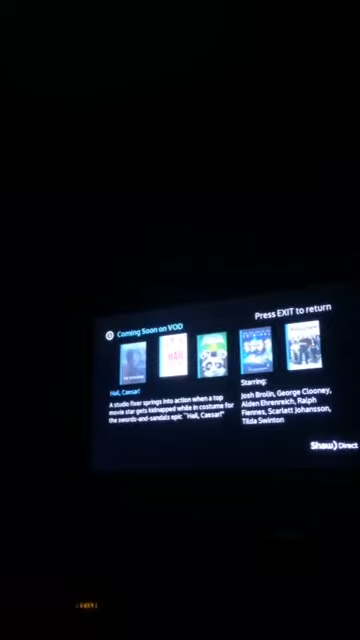 Coming Soon on VOD
Press EXIT to return
HAIL
Hail, Caesar!
A studio fixer springs into action when a top
movie star gets kidnapped while in costume for
the swords-and-sandals epic "Hail, Caesar!"
Starring:
Josh Brolin, George Clooney,
Alden Ehrenreich, Ralph
Fiennes, Scarlett Johansson,
Tilda Swinton
Shaw) Direct